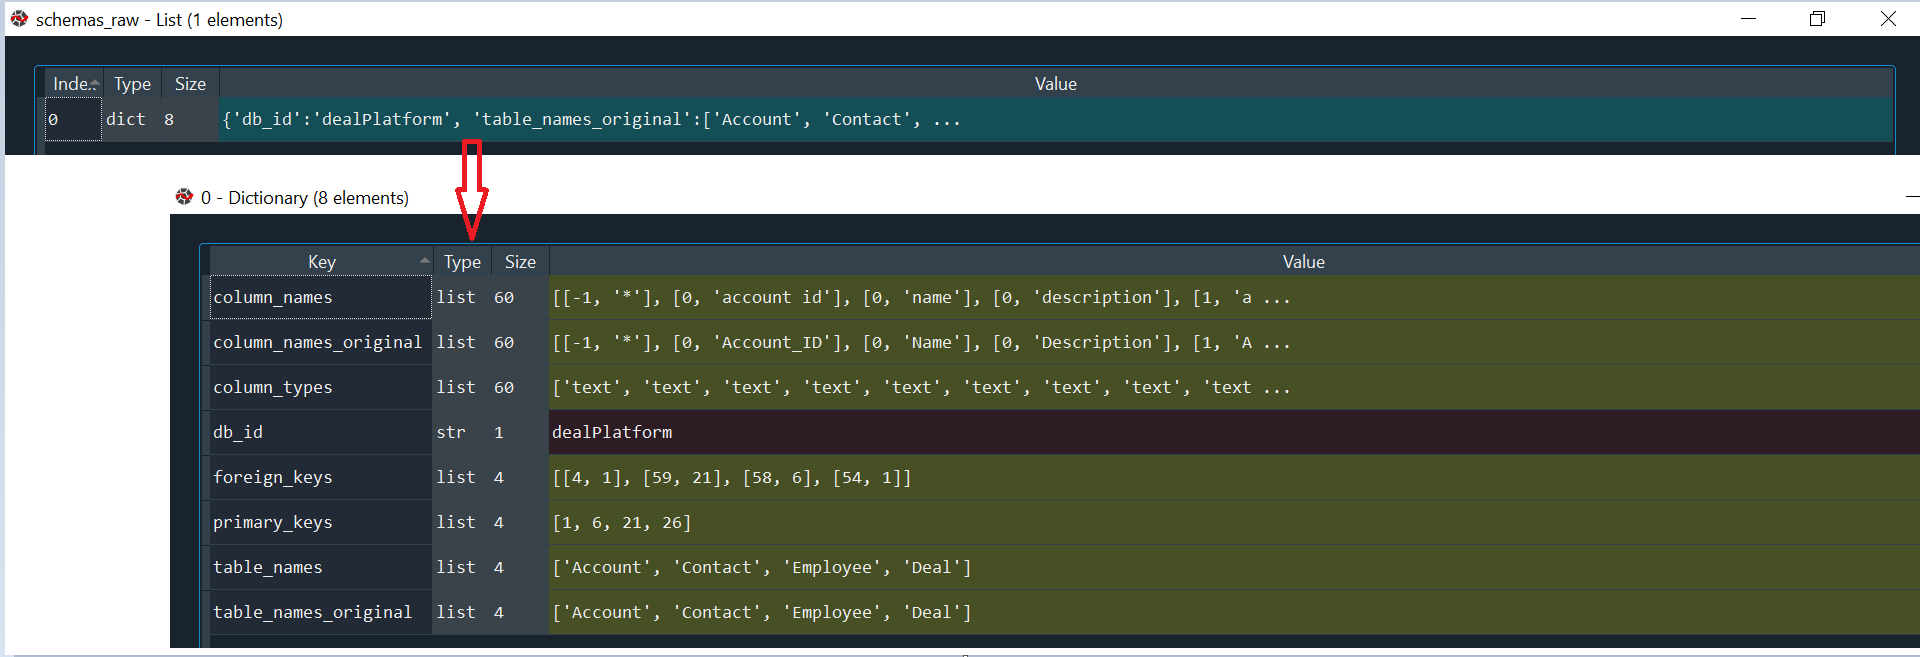 schemas_raw - List (1 elements)
Inde.. Type Size Value
0 dict 8 {'db_id':'dealPlatform', 'table_names_original':['Account', 'Contact', ...
0 - Dictionary (8 elements)
Key Type Size Value
column_names list 60 [[-1, '*'], [0, 'account id'], [0, 'name'], [0, 'description'], [1, 'a ...
column_names_original list 60 [[-1, '*'], [0, 'Account_ID'], [0, 'Name'], [0, 'Description'], [1, 'A ...
column_types list 60 ['text', 'text', 'text', 'text', 'text', 'text', 'text', 'text', 'text ...
db_id str 1 dealPlatform
foreign_keys list 4 [[4, 1], [59, 21], [58, 6], [54, 1]]
primary_keys list 4 [1, 6, 21, 26]
table_names list 4 ['Account', 'Contact', 'Employee', 'Deal']
table_names_original list 4 ['Account', 'Contact', 'Employee', 'Deal']